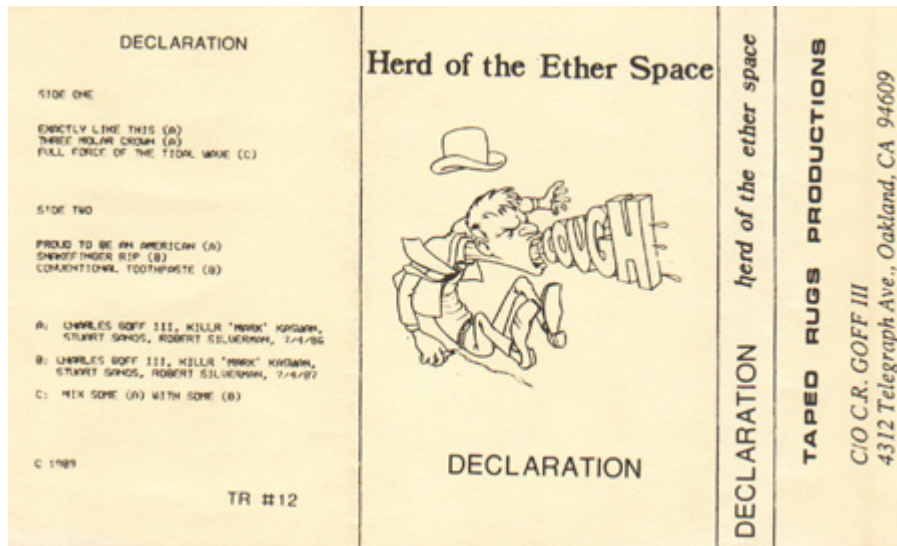 DECLARATION
SIDE ONE
EXACTLY LIKE THIS (A)
THREE MOLAR CROWN (A)
FULL FORCE OF THE TIDAL WAVE (C)
SIDE TWO
PROUD TO BE AN AMERICAN (A)
SNAKEFINGER RIP (B)
CONVENTIONAL TOOTHPASTE (B)
A: CHARLES GOFF III, KILLR "MARK" KASWAN,
STUART SANDS, ROBERT SILVERMAN, 7/4/86
B: CHARLES GOFF III, KILLR "MARK" KASWAN,
STUART SANDS, ROBERT SILVERMAN, 7/4/87
C: MIX SOME (A) WITH SOME (B)
C 1989
TR #12
Herd of the Ether Space
COUGH
DECLARATION
DECLARATION herd of the ether space
TAPED RUGS PRODUCTIONS
C/O C.R. GOFF III
4312 Telegraph Ave., Oakland, CA 94609